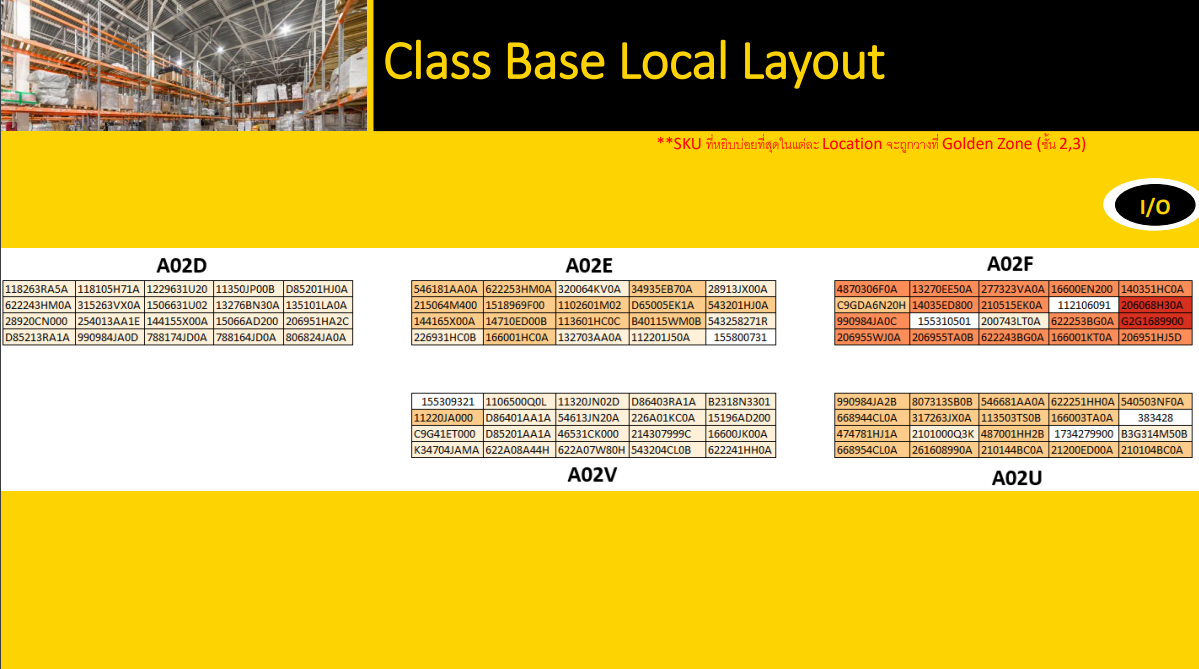 Class Base Local Layout
**SKU ที่หยิบบ่อยที่สุดในแต่ละ Location จะถูกวางที่ Golden Zone (ชั้น 2,3)
I/O
A02D
118263RA5A 118105H71A 1229631U20 11350JP00B D85201HJ0A
622243HM0A 315263VX0A 1506631U02 13276BN30A 135101LA0A
28920CN000 254013AA1E 144155X00A 15066AD200 206951HA2C
D85213RA1A 990984JA0D 788174JD0A 788164JD0A 806824JA0A
A02E
546181AA0A 622253HM0A 320064KV0A 34935EB70A 28913JX00A
215064M400 1518969F00 1102601M02 D65005EK1A 543201HJ0A
144165X00A 14710ED00B 113601HC0C B40115WM0B 543258271R
226931HC0B 166001HC0A 132703AA0A 112201J50A 155800731
A02F
4870306F0A 13270EE50A 277323VA0A 16600EN200 140351HC0A
C9GDA6N20H 14035ED800 210515EK0A 112106091 206068H30A
990984JA0C 155310501 200743LT0A 622253BG0A G2G1689900
206955WJ0A 206955TA0B 622243BG0A 166001KT0A 206951HJ5D
155309321 1106500Q0L 11320JN02D D86403RA1A B2318N3301
11220JA000 D86401AA1A 54613JN20A 226A01KC0A 15196AD200
C9G41ET000 D85201AA1A 46531CK000 214307999C 16600JK00A
K34704JAMA 622A08A44H 622A07W80H 543204CL0B 622241HH0A
A02V
990984JA2B 807313SB0B 546681AA0A 622251HH0A 540503NF0A
668944CL0A 317263JX0A 113503TS0B 166003TA0A 383428
474781HJ1A 2101000Q3K 487001HH2B 1734279900 B3G314M50B
668954CL0A 261608990A 210144BC0A 21200ED00A 210104BC0A
A02U